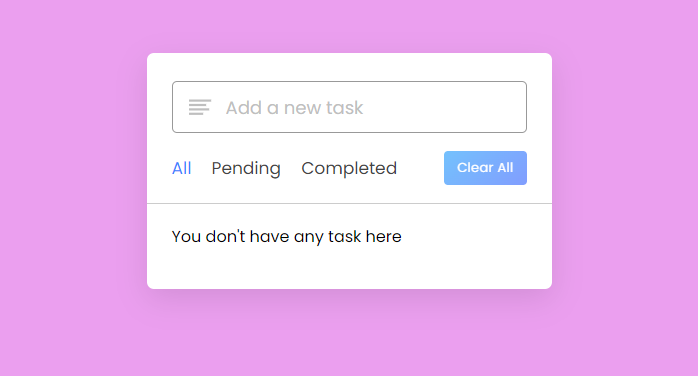 Add a new task
All Pending Completed Clear All
You don't have any task here